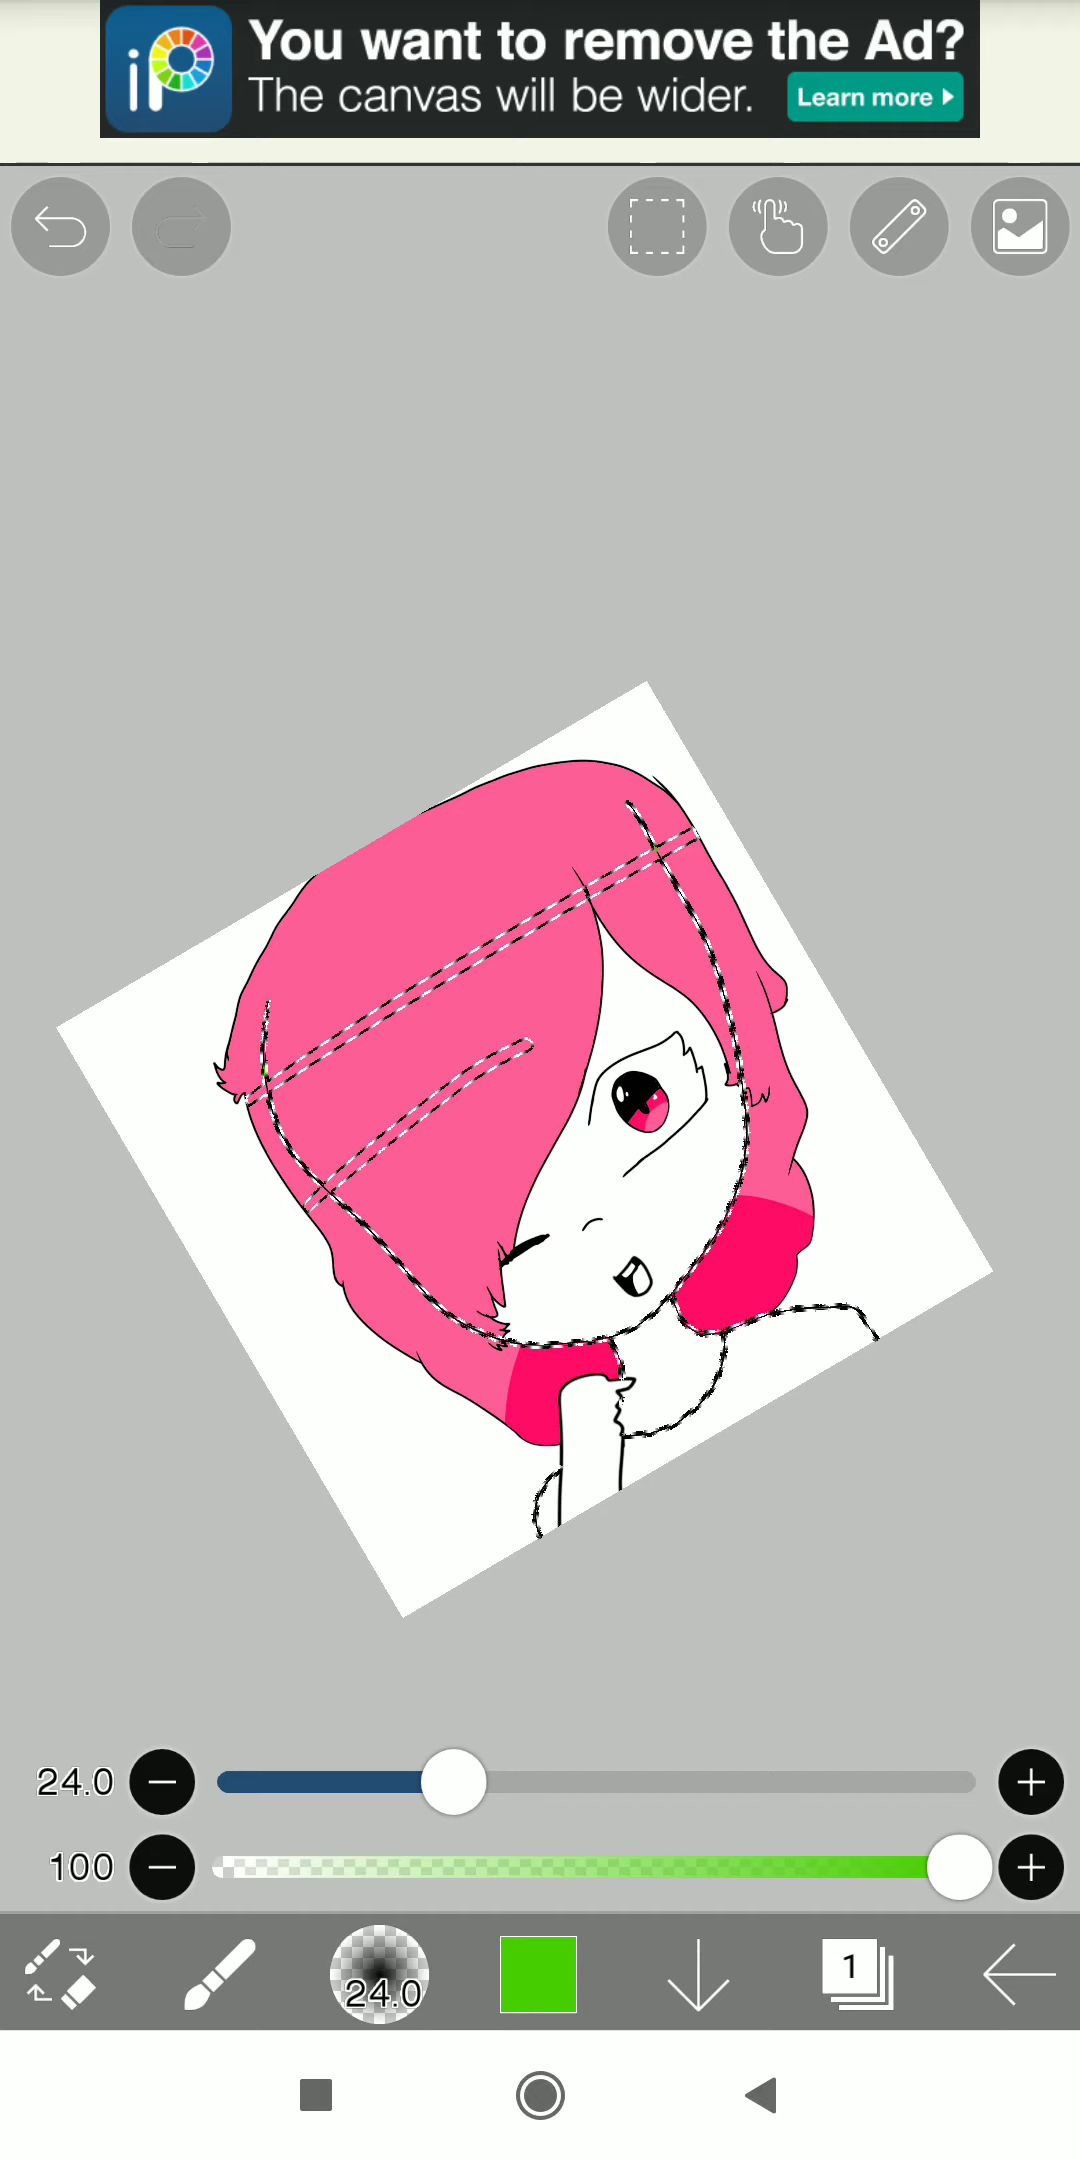 iP
You want to remove the Ad?
The canvas will be wider.
Learn more
24.0
100
24.0
1